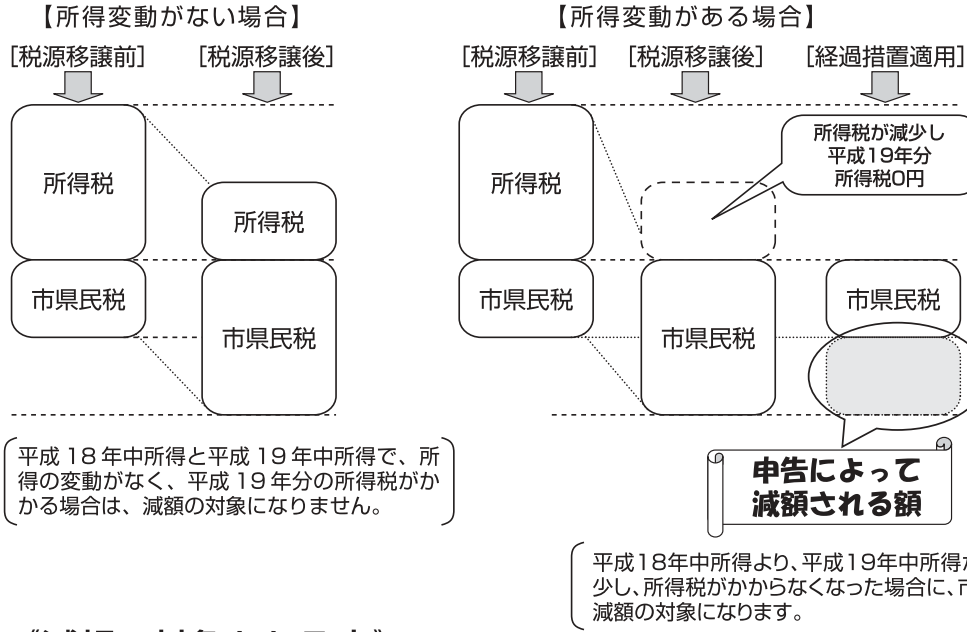 【所得変動がない場合】
[税源移譲前]
[税源移譲後]
所得税
所得税
市県民税
市県民税
平成 18 年中所得と平成 19 年中所得で、所
得の変動がなく、平成 19 年分の所得税がか
かる場合は、減額の対象になりません。
【所得変動がある場合】
[税源移譲前]
[税源移譲後]
[経過措置適用]
所得税が減少し
平成19年分
所得税0円
所得税
市県民税
市県民税
市県民税
申告によって
減額される額
平成18年中所得より、平成19年中所得が
少し、所得税がかからなくなった場合に、市
減額の対象になります。